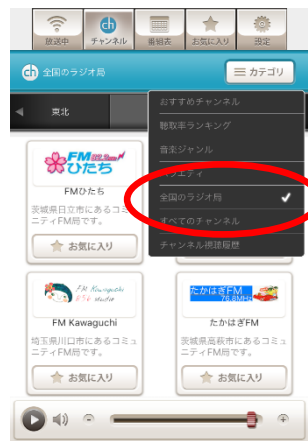 放送中
チャンネル
番組表
お気に入り
設定
ch 全国のラジオ局
カテゴリ
東北
おすすめチャンネル
聴取率ランキング
音楽ジャンル
バラエティ
全国のラジオ局
すべてのチャンネル
チャンネル視聴履歴
FM
ひたち
FMひたち
茨城県日立市にあるコミ
ニティFM局です。
お気に入り
FM Kawaguchi
856 studio
たかはぎFM
76.8MHz
FM Kawaguchi
埼玉県川口市にあるコミュ
ニティFM局です。
お気に入り
たかはぎFM
茨城県高萩市にあるコミュ
ニティFM局です。
お気に入り